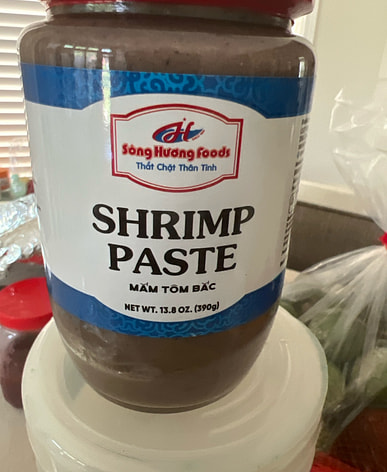 Sông Hương Foods
Thắt Chặt Thân Tình
SHRIMP
PASTE
MẮM TÔM BẮC
NET WT. 13.8 OZ. (390g)